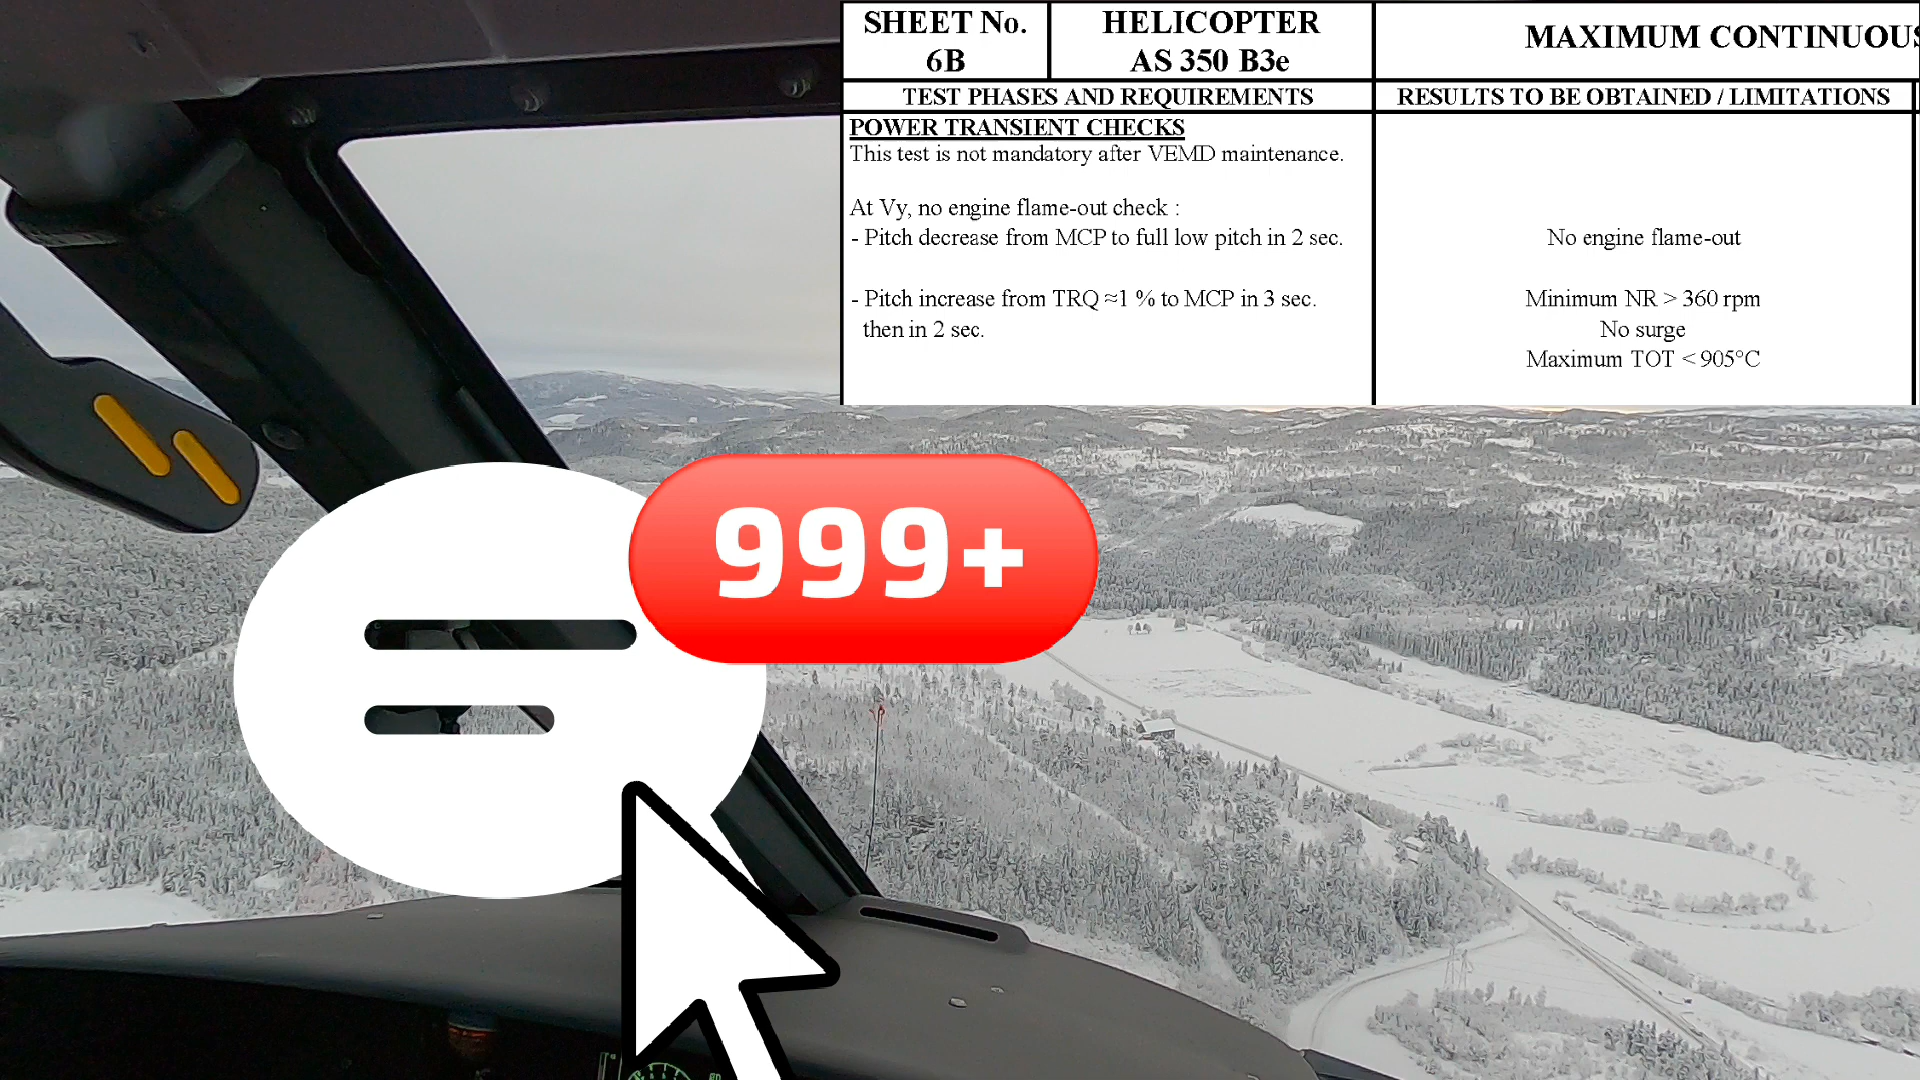 SHEET No.
6B
HELICOPTER
AS 350 B3e
MAXIMUM CONTINUOUS
TEST PHASES AND REQUIREMENTS
RESULTS TO BE OBTAINED / LIMITATIONS
POWER TRANSIENT CHECKS
This test is not mandatory after VEMD maintenance.
At Vy, no engine flame-out check :
- Pitch decrease from MCP to full low pitch in 2 sec.
No engine flame-out
- Pitch increase from TRQ ≈1 % to MCP in 3 sec.
then in 2 sec.
Minimum NR > 360 rpm
No surge
Maximum TOT < 905°C
999+